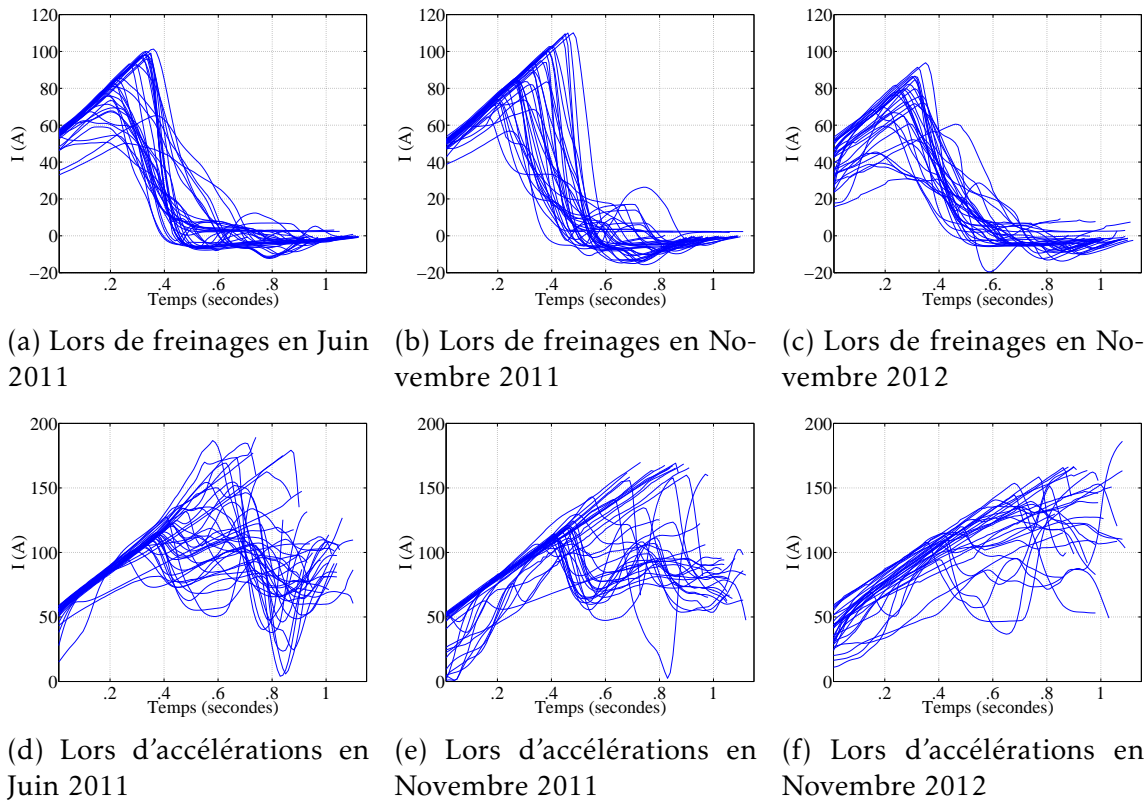 120
100
80
60
40
20
0
−20
I (A)
.2 .4 .6 .8 1
Temps (secondes)
120
100
80
60
40
20
0
−20
I (A)
.2 .4 .6 .8 1
Temps (secondes)
120
100
80
60
40
20
0
−20
I (A)
.2 .4 .6. .8 1
Temps (secondes)
(a) Lors de freinages en Juin
2011
(b) Lors de freinages en No-
vembre 2011
(c) Lors de freinages en No-
vembre 2012
200
150
100
50
0
I (A)
.2 .4 .6 .8 1
Temps (secondes)
200
150
100
50
0
I (A)
.2 .4 .6 .8 1
Temps (secondes)
200
150
100
50
0
I (A)
.2 .4 .6 .8 1
Temps (secondes)
(d) Lors d'accélérations en
Juin 2011
(e) Lors d'accélérations en
Novembre 2011
(f) Lors d'accélérations en
Novembre 2012